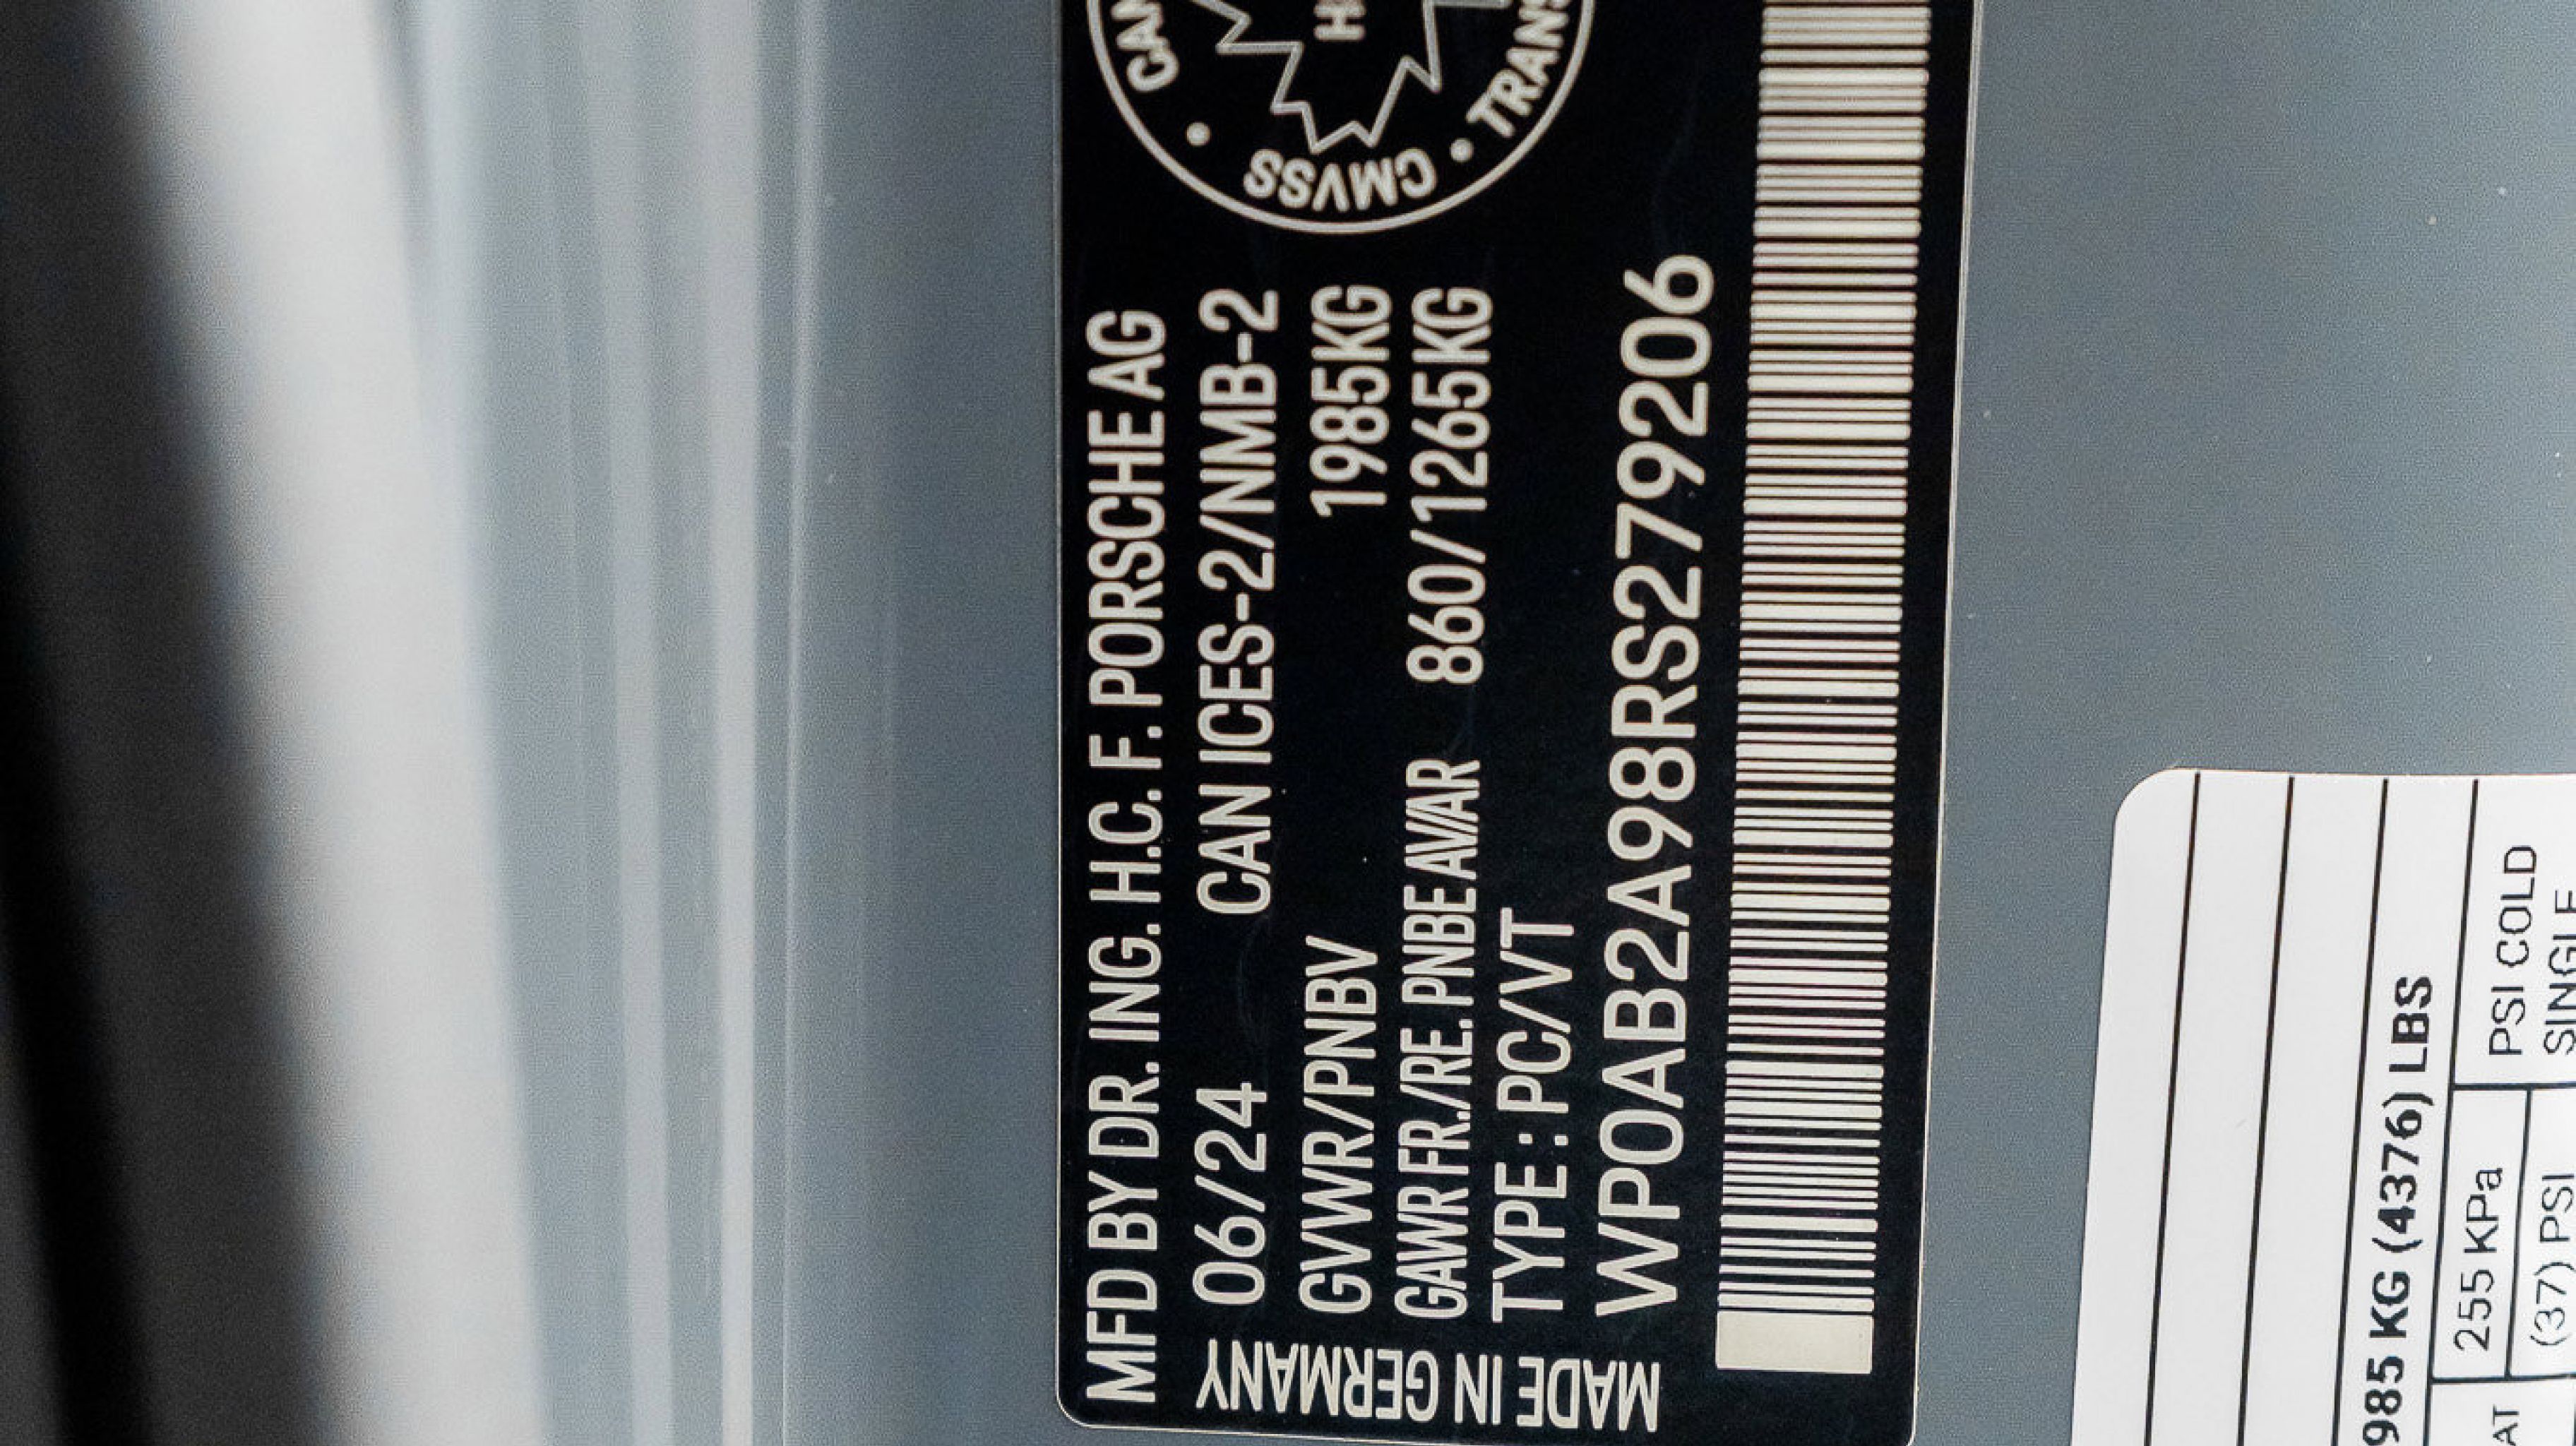 MFD BY DR. ING. H.C. F. PORSCHE AG
06/24 CAN ICES-2/NMB-2
GVWR/PNBV 1985KG
GAWR FR./RE. PNBE AV/AR 860/1265KG
TYPE : PC/VT
WP0AB2A98RS279206
MADE IN GERMANY
CMVSS
985 KG (4376) LBS
255 KPa
(37) PSI
PSI COLD
SINGLE